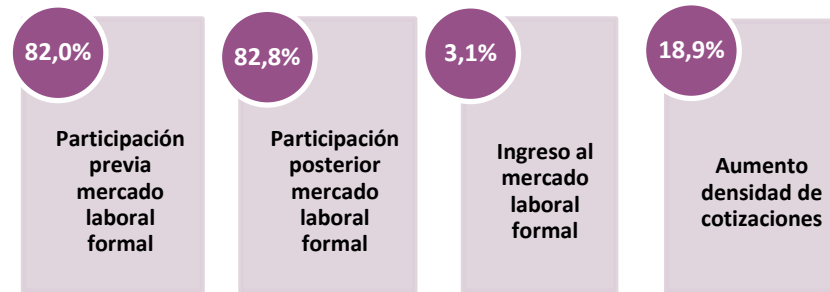 82,0%
Participación
previa
mercado
laboral
formal
82,8%
Participación
posterior
mercado
laboral
formal
3,1%
Ingreso al
mercado
laboral
formal
18,9%
Aumento
densidad de
cotizaciones